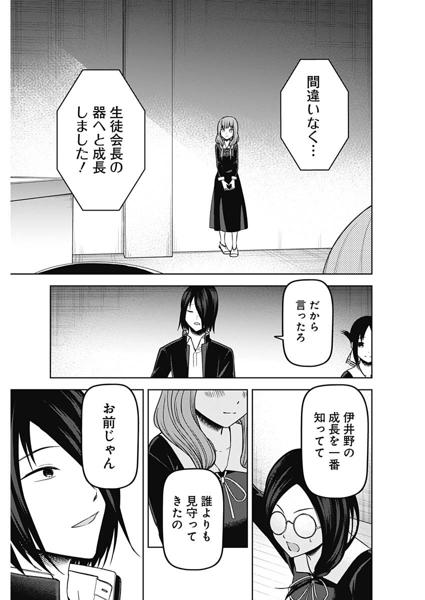 間違いなく…
生徒会長の
器へと成長
しました！
だから
言ったろ
伊井野の
成長を一番
知ってて
誰よりも
見守って
きたの
お前じゃん